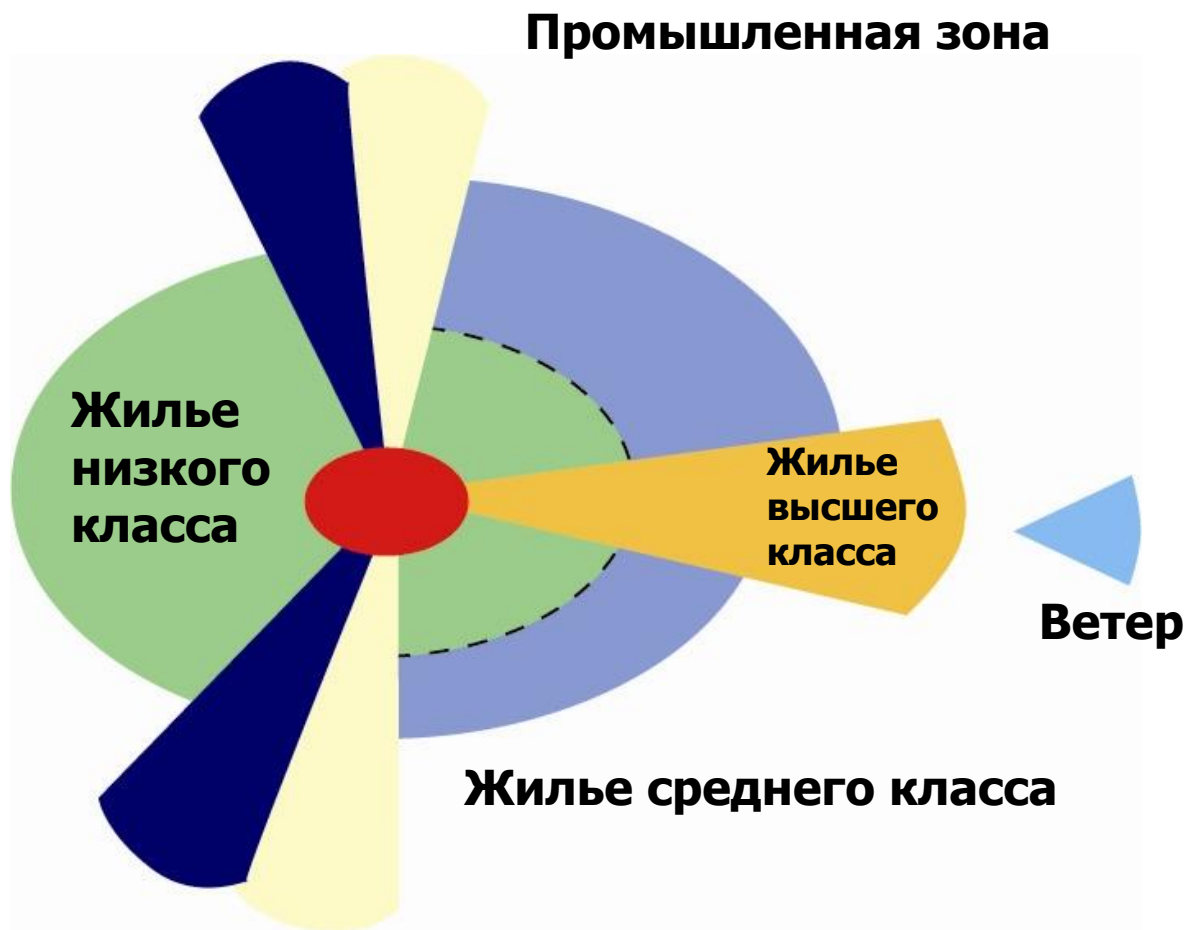 Промышленная зона
Жилье
низкого
класса
Жилье
высшего
класса
Ветер
Жилье среднего класса